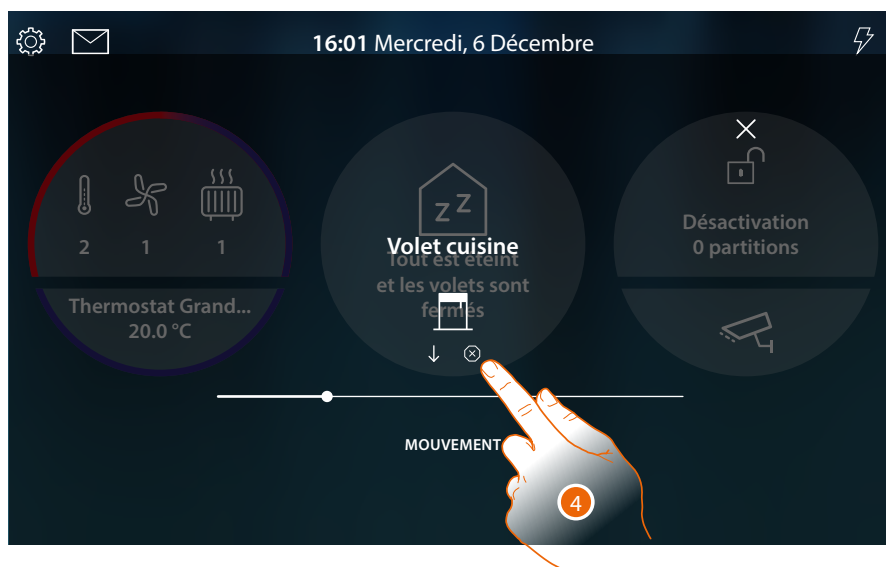 16:01 Mercredi, 6 Décembre
2 1 1
Thermostat Grand...
20.0 °C
z Z
Volet cuisine
Tout est éteint
et les volets sont
fermés
MOUVEMENT
Désactivation
0 partitions
4